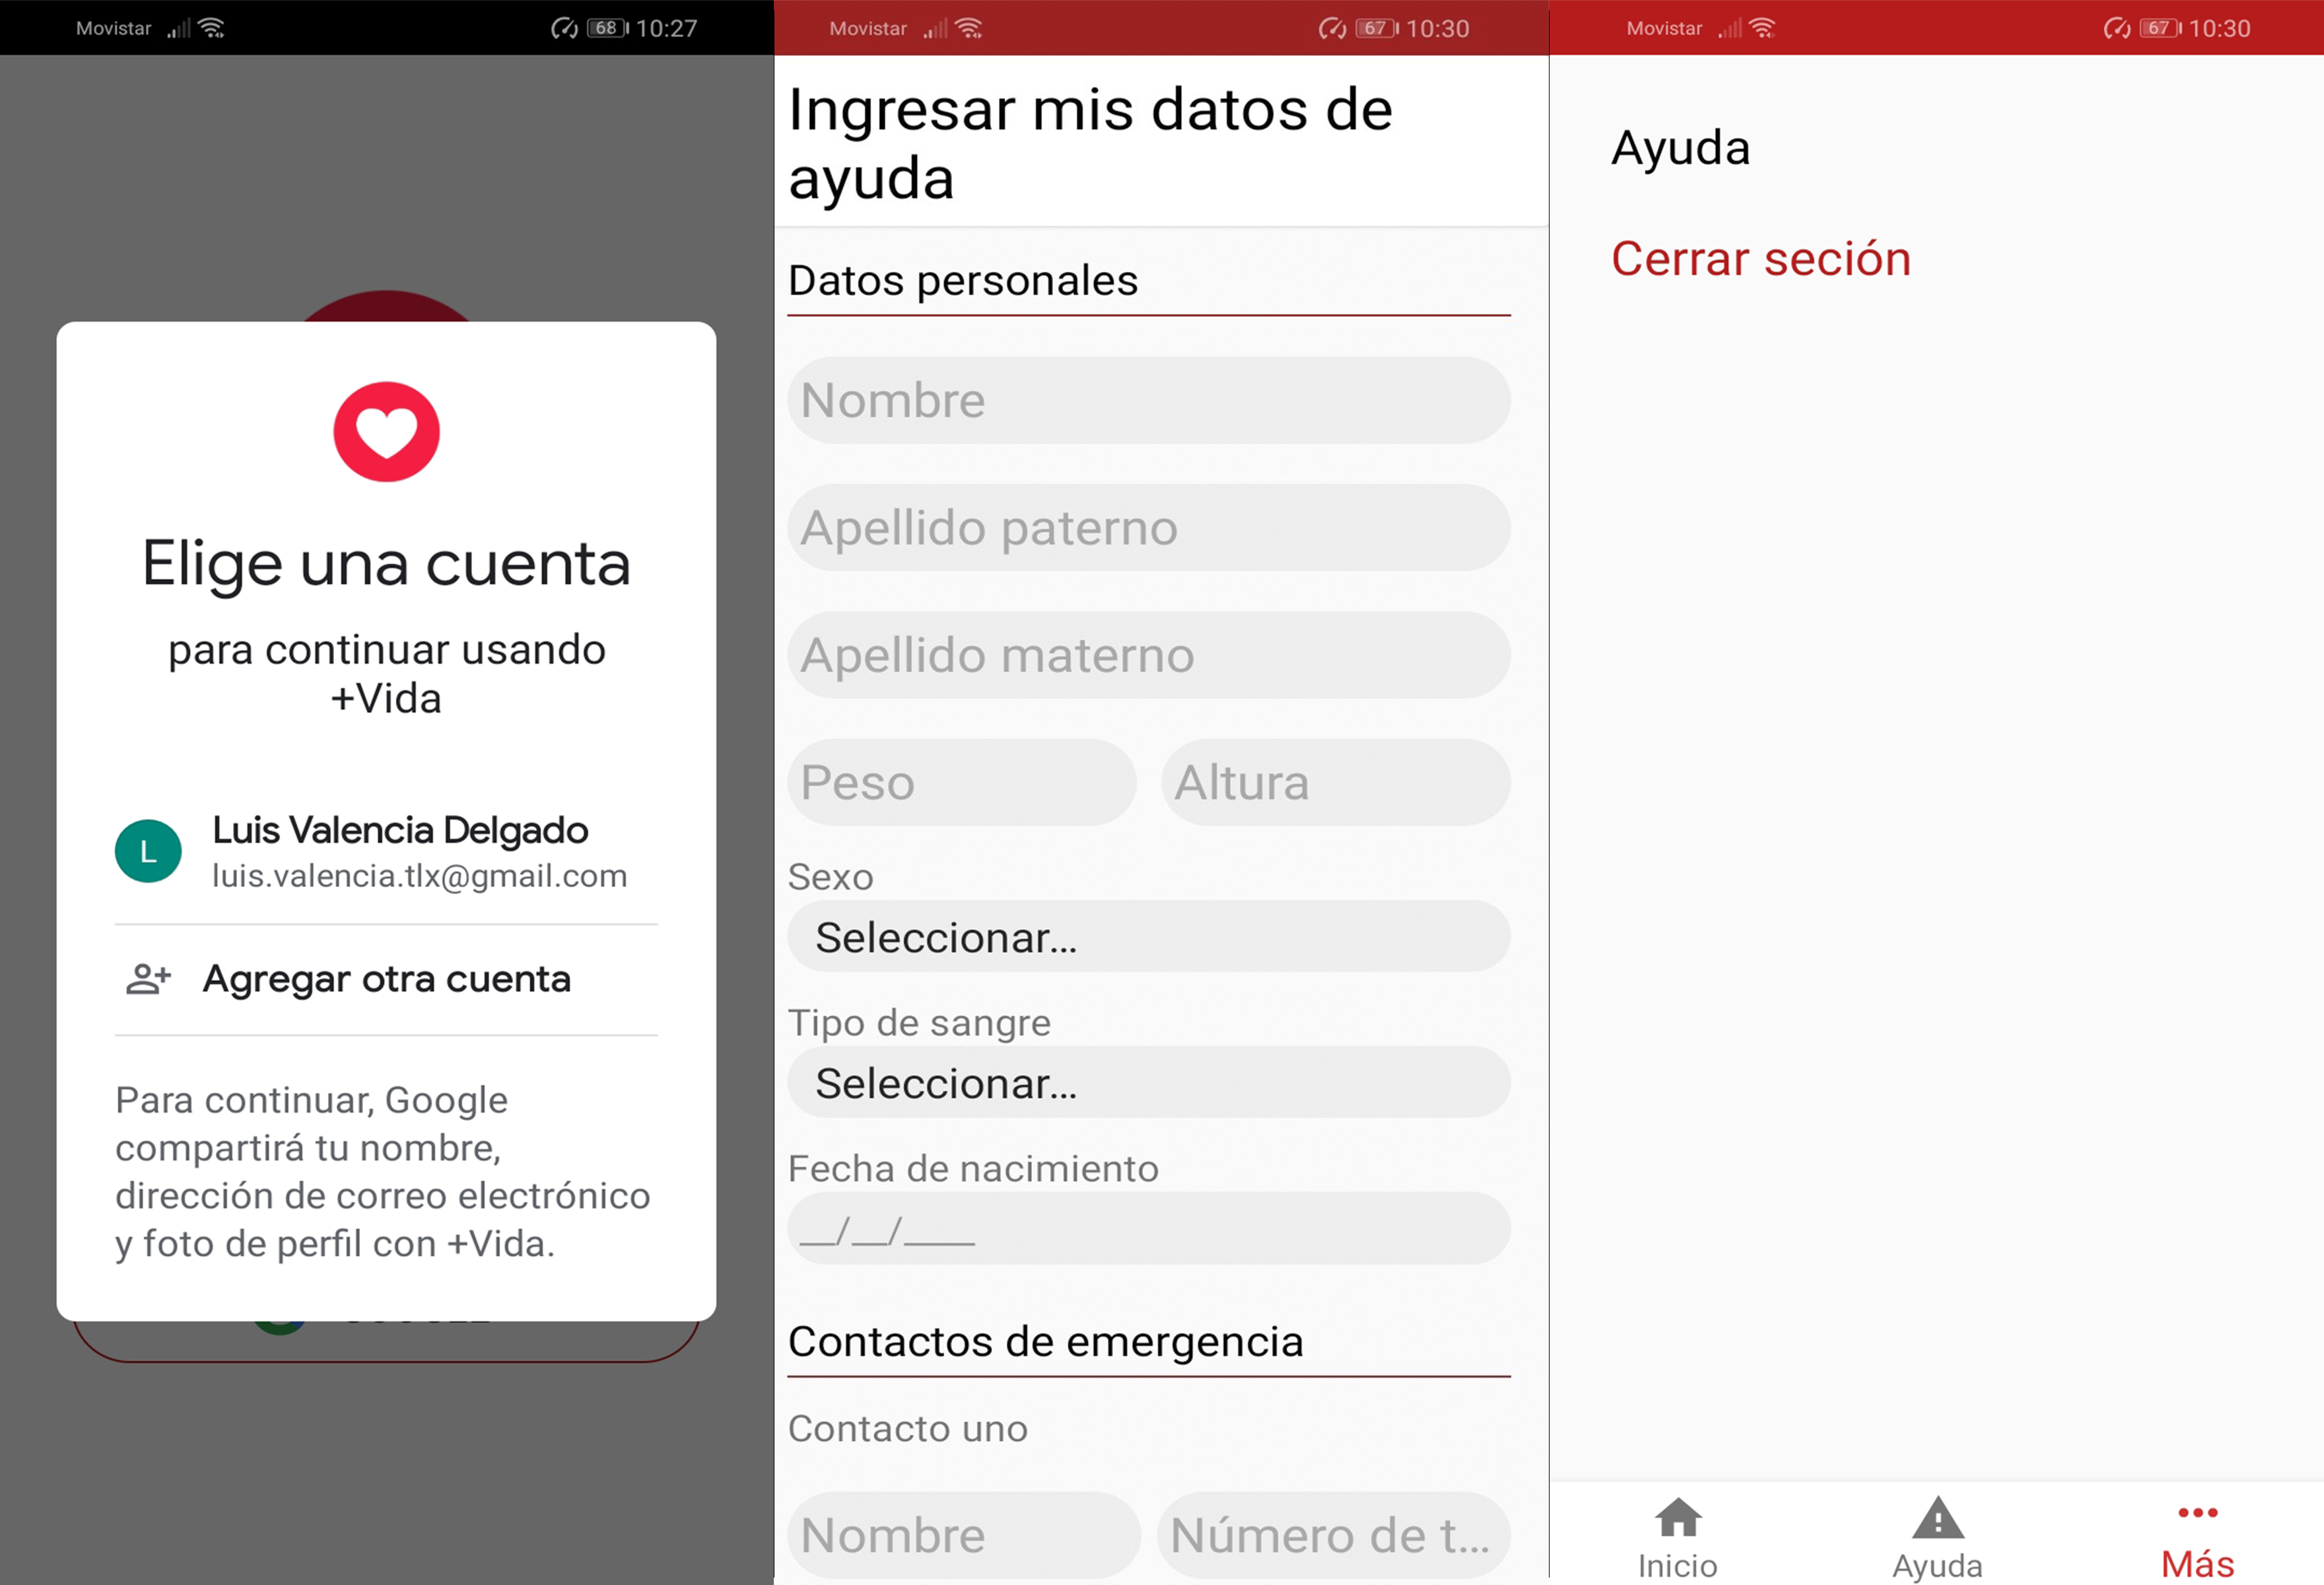 Movistar 68 10:27
Elige una cuenta
para continuar usando
+Vida
L
Luis Valencia Delgado
luis.valencia.tlx@gmail.com
Agregar otra cuenta
Para continuar, Google
compartirá tu nombre,
dirección de correo electrónico
y foto de perfil con +Vida.
Movistar 67 10:30
Ingresar mis datos de
ayuda
Datos personales
Nombre
Apellido paterno
Apellido materno
Peso Altura
Sexo
Seleccionar...
Tipo de sangre
Seleccionar...
Fecha de nacimiento
__/__/____
Contactos de emergencia
Contacto uno
Nombre Número de t...
Movistar 67 10:30
Ayuda
Cerrar seción
Inicio Ayuda Más